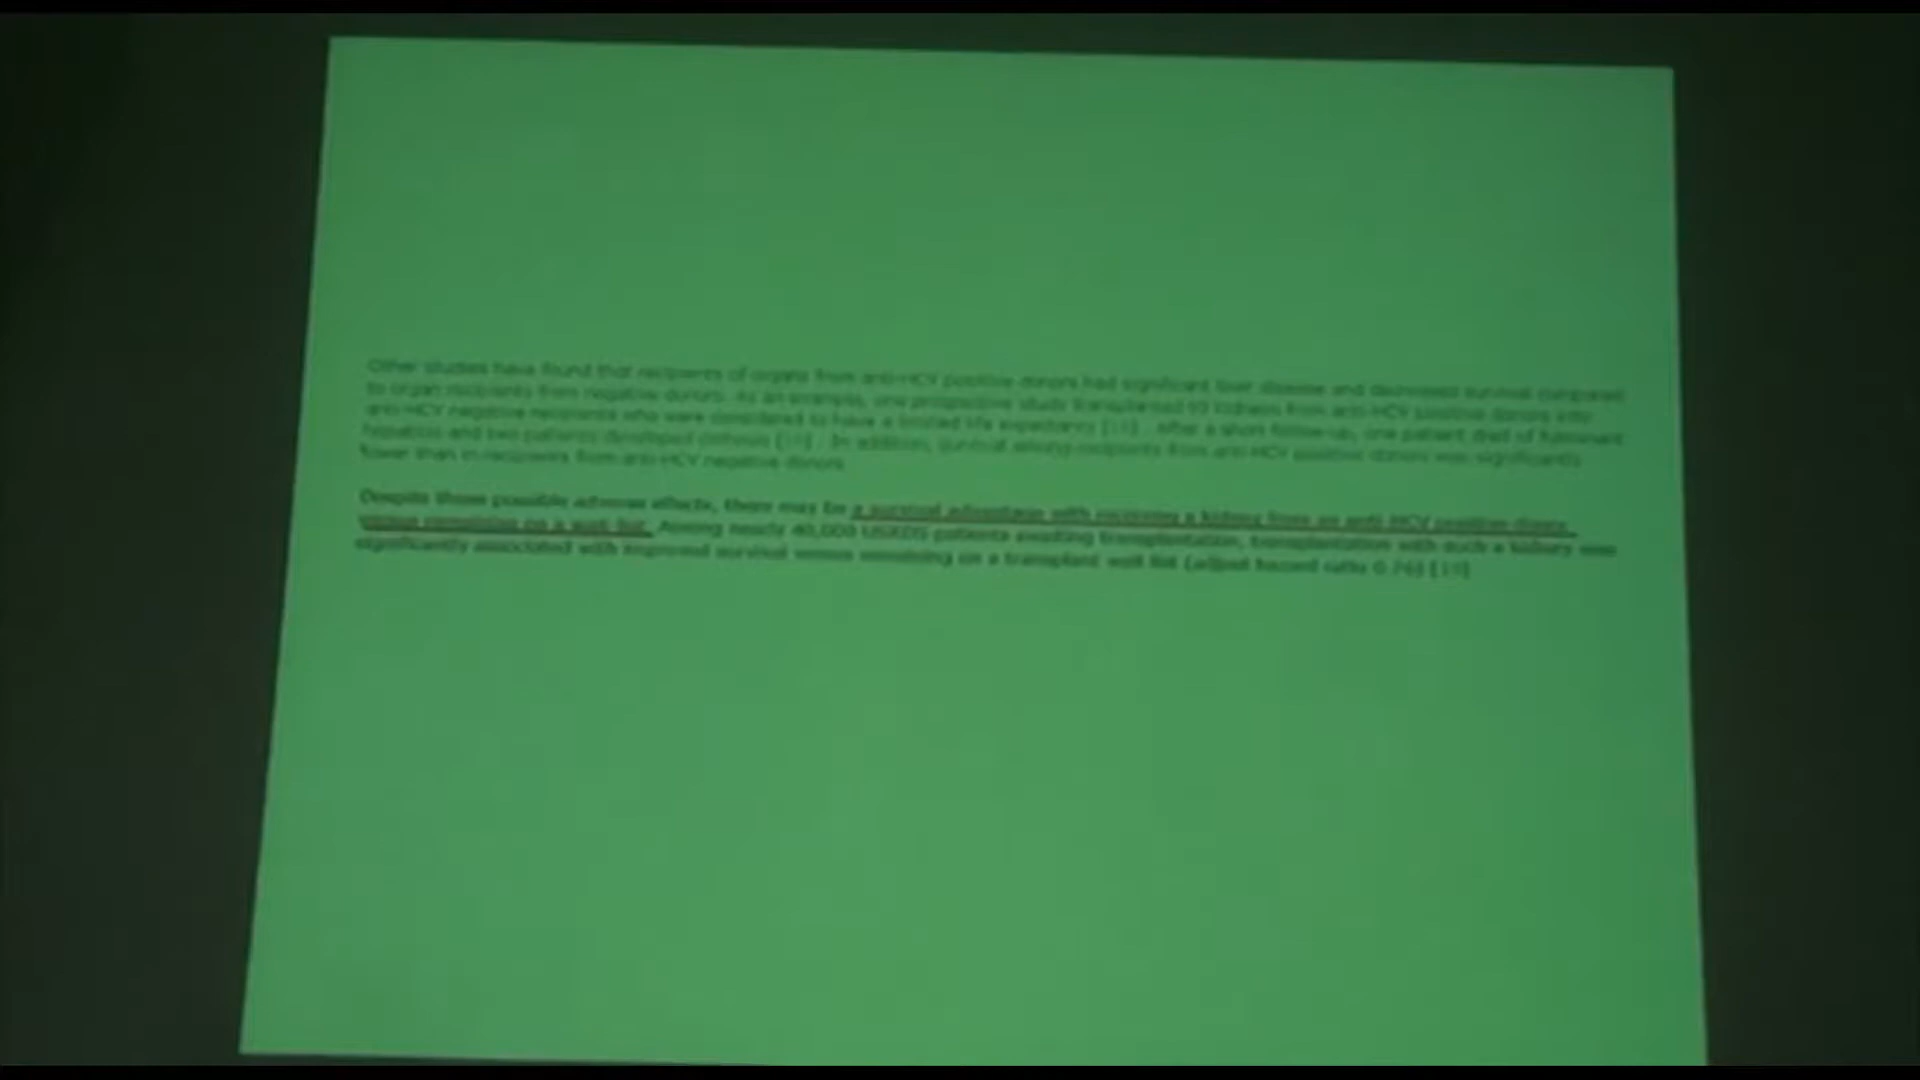 Other studies have found that recipients of organs from anti-HCV positive donors had significant liver disease and decreased survival compared
to organ recipients from negative donors. As an example, one prospective study transplanted kidneys from anti-HCV positive donors into
anti-HCV negative recipients who were considered to have a limited life expectancy. After a short follow-up, one patient died of fulminant
hepatitis and two patients developed cirrhosis. In addition, survival among recipients from anti-HCV positive donors was significantly
lower than in recipients from anti-HCV negative donors
Despite these possible adverse effects, there may be a survival advantage with receiving a kidney from an anti-HCV positive donor
versus remaining on a wait list. Among nearly 40,000 USRDS patients awaiting transplantation, transplantation with such a kidney was
significantly associated with improved survival versus remaining on a transplant wait list (adjust hazard ratio 0.76)